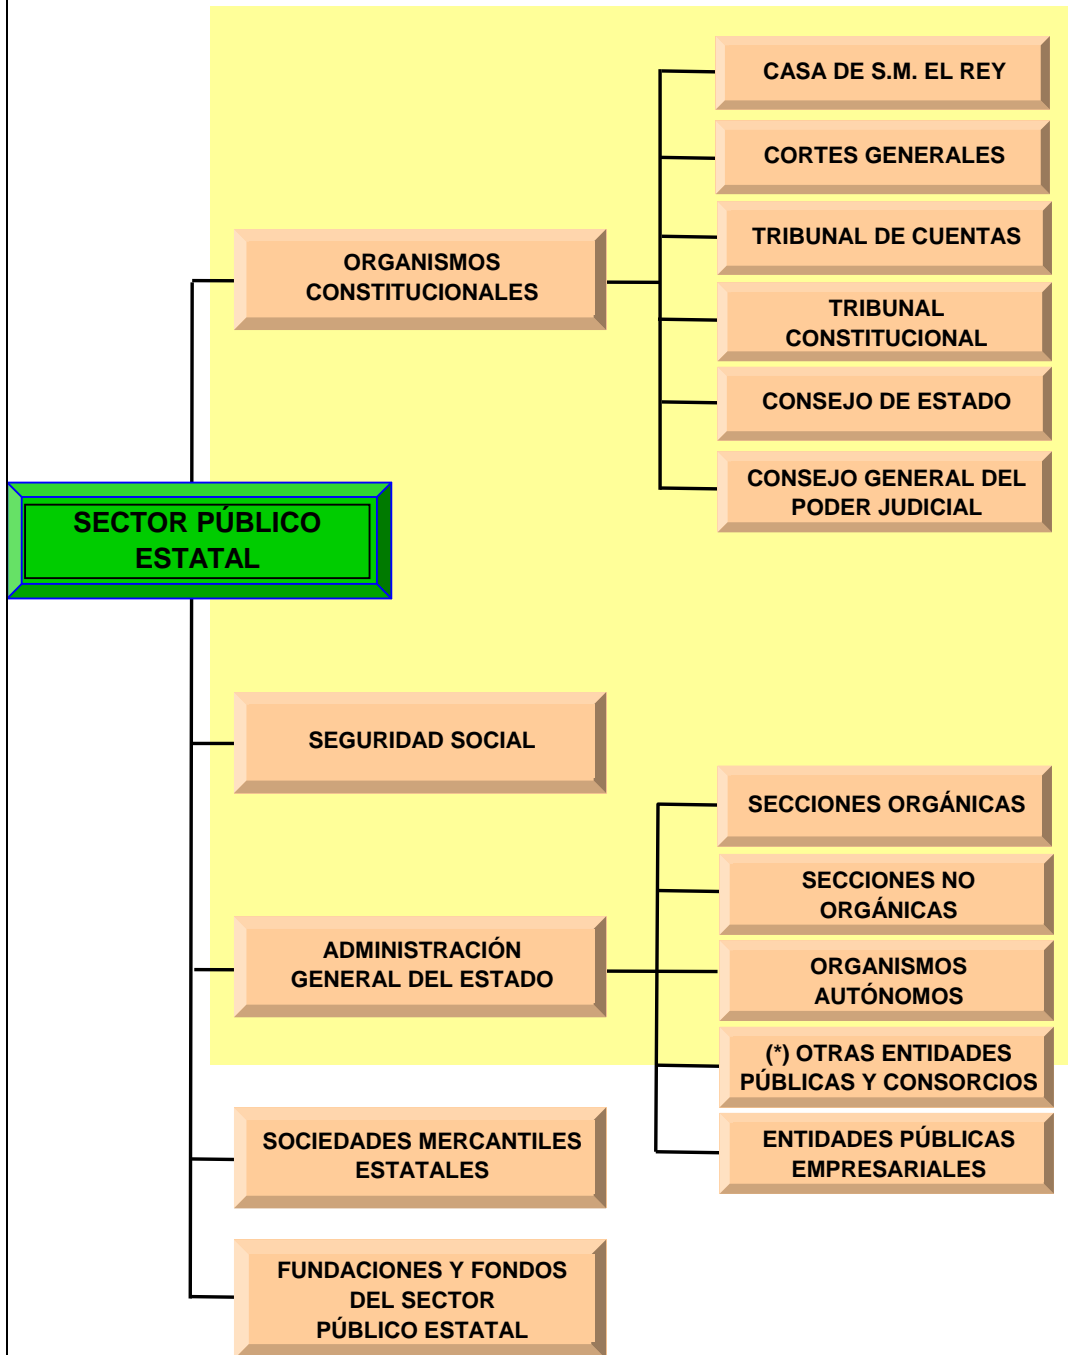 CASA DE S.M. EL REY
CORTES GENERALES
TRIBUNAL DE CUENTAS
ORGANISMOS
CONSTITUCIONALES
TRIBUNAL
CONSTITUCIONAL
CONSEJO DE ESTADO
CONSEJO GENERAL DEL
PODER JUDICIAL
SECTOR PÚBLICO
ESTATAL
SEGURIDAD SOCIAL
SECCIONES ORGÁNICAS
SECCIONES NO
ORGÁNICAS
ADMINISTRACIÓN
GENERAL DEL ESTADO
ORGANISMOS
AUTÓNOMOS
(*) OTRAS ENTIDADES
PÚBLICAS Y CONSORCIOS
SOCIEDADES MERCANTILES
ESTATALES
ENTIDADES PÚBLICAS
EMPRESARIALES
FUNDACIONES Y FONDOS
DEL SECTOR
PÚBLICO ESTATAL